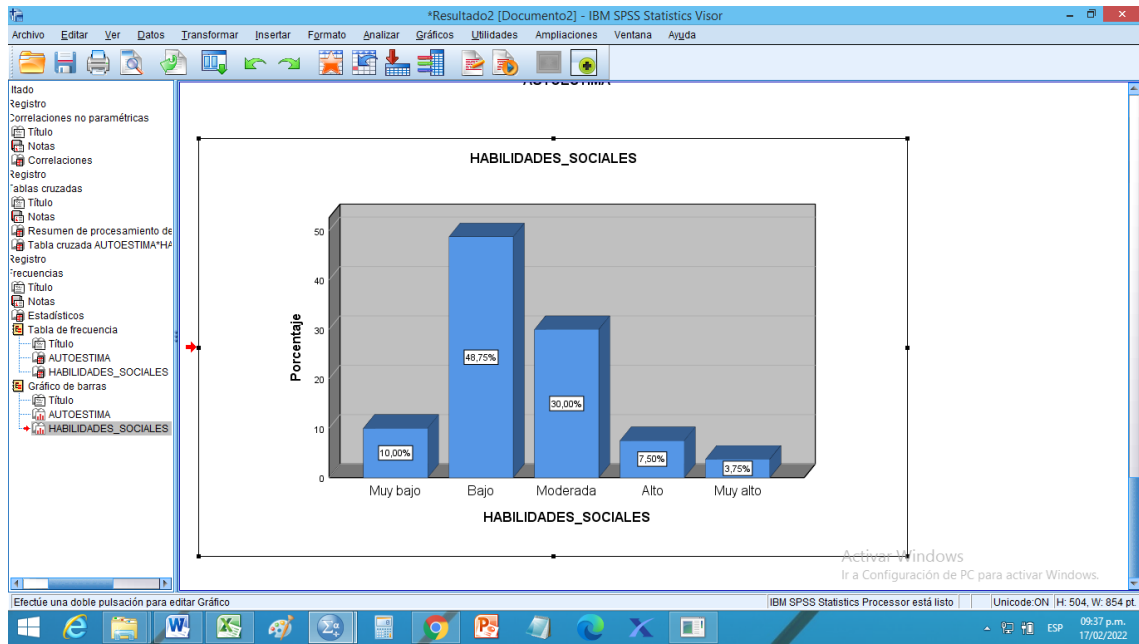 *Resultado2 [Documento2] - IBM SPSS Statistics Visor
Archivo Editar Ver Datos Transformar Insertar Formato Analizar Gráficos Utilidades Ampliaciones Ventana Ayuda
ltado
Registro
Correlaciones no paramétricas
Título
Notas
Correlaciones
Registro
Tablas cruzadas
Título
Notas
Resumen de procesamiento de
Tabla cruzada AUTOESTIMA*HA
Registro
Frecuencias
Título
Notas
Estadísticos
Tabla de frecuencia
Título
AUTOESTIMA
HABILIDADES_SOCIALES
Gráfico de barras
Título
AUTOESTIMA
HABILIDADES_SOCIALES
AUTOESTIMA
HABILIDADES_SOCIALES
Porcentaje
50
40
30
20
10
0
10,00%
48,75%
30,00%
7,50%
3,75%
Muy bajo Bajo Moderada Alto Muy alto
HABILIDADES_SOCIALES
Activar Windows
Ir a Configuración de PC para activar Windows.
Efectúe una doble pulsación para editar Gráfico
IBM SPSS Statistics Processor está listo
Unicode:ON H: 504, W: 854 pt.
ESP
09:37 p.m.
17/02/2022